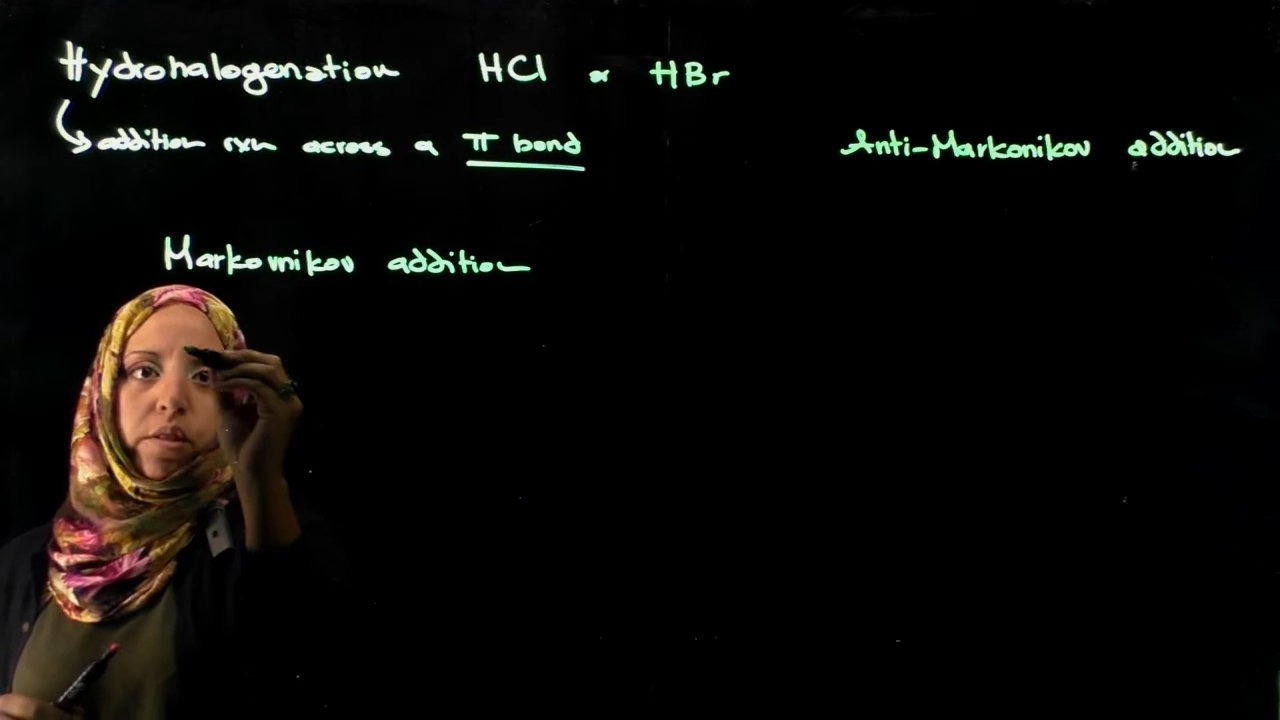 Hydrohalogenation HCl or HBr
addition rxn across a π bond
Anti-Markonikov addition
Markovnikov addition